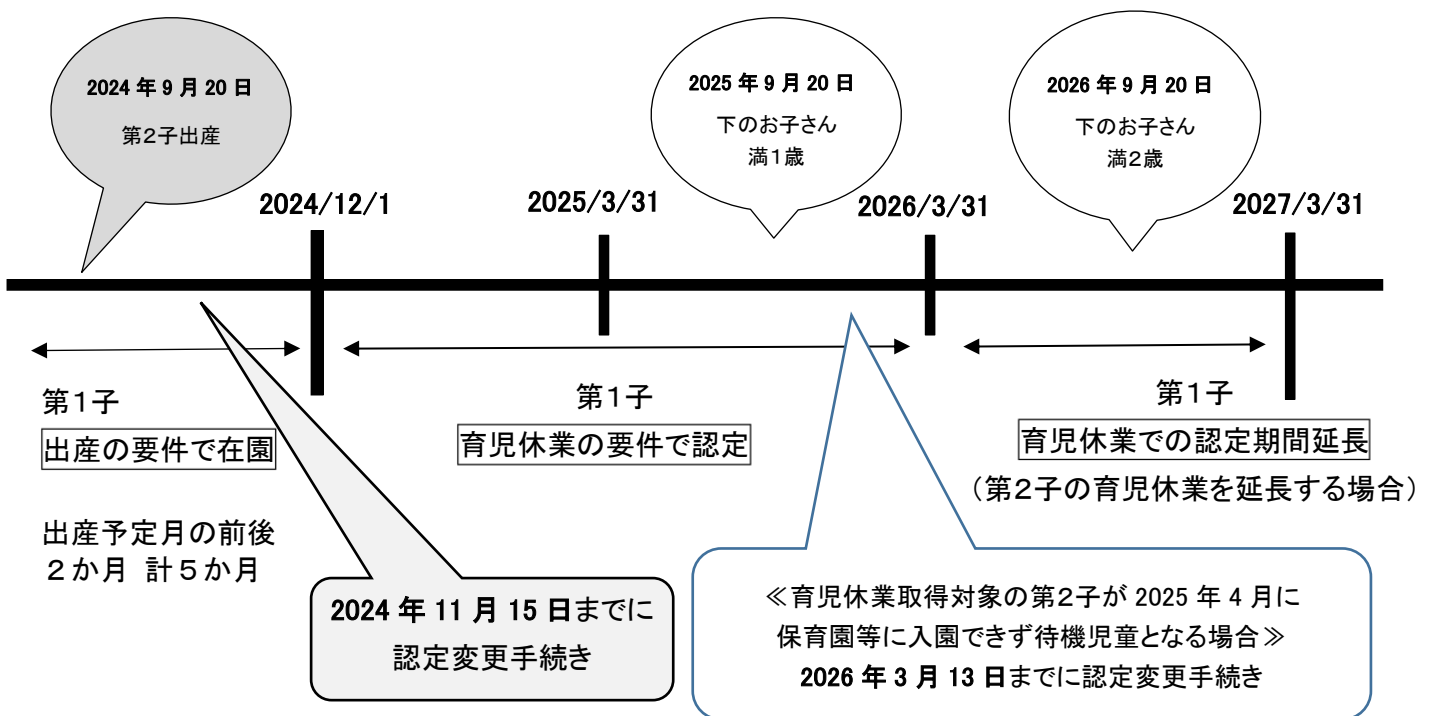 2024 年 9 月 20 日
第2子出産
2025 年 9 月 20 日
下のお子さん
満1歳
2026 年 9 月 20 日
下のお子さん
満2歳
2024/12/1
2025/3/31
2026/3/31
2027/3/31
第1子
出産の要件で在園
出産予定月の前後
2か月 計5か月
第1子
育児休業の要件で認定
第1子
育児休業での認定期間延長
(第2子の育児休業を延長する場合)
2024 年 11 月 15 日までに
認定変更手続き
≪育児休業取得対象の第2子が 2025 年 4 月に
保育園等に入園できず待機児童となる場合≫
2026 年 3 月 13 日までに認定変更手続き